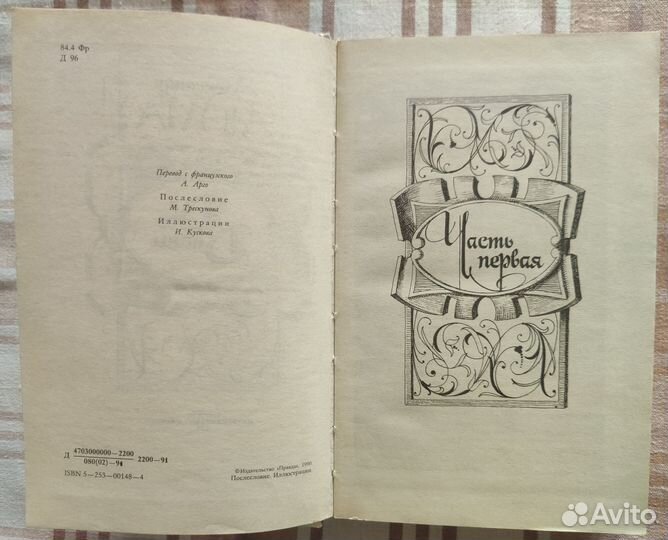 84.4 Фр
Д 96
Перевод с французского
А. Арго
Послесловие
М. Трескунова
Иллюстрации
И. Кускова
Д 4703000000—2200
080(02)—91
2200—91
ISBN 5—253—00148—4
©Издательство «Правда», 1990.
Послесловие. Иллюстрации.
Часть
первая
Avito